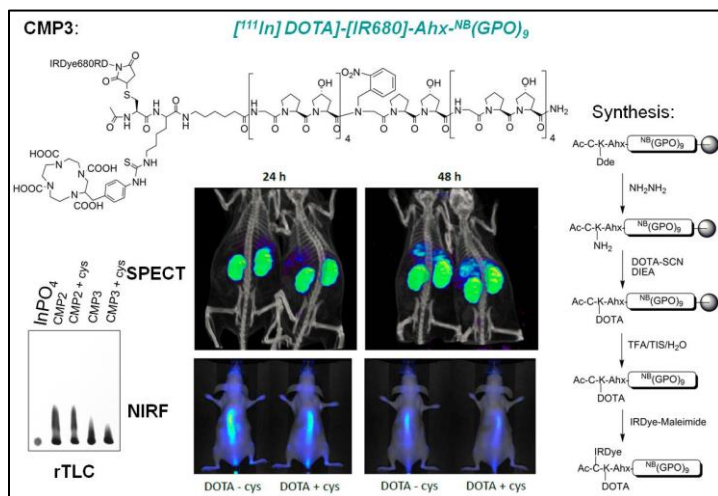 CMP3:
[¹¹¹In] DOTA]-[IR680]-Ahx-ᴺᴮ(GPO)₉
IRDye680RD
N
O
O
S
O
O
O
N
H
H
N
O
H
N
O
N
O
N
OH
O
4
O₂N
N
O
N
O
N
OH
O
H
N
O
N
O
N
OH
O
NH₂
4
HN
S
NH
HOOC
COOH
N
N
N
N
HOOC
COOH
24 h
48 h
SPECT
NIRF
InPO₄
CMP2
CMP2 + cys
CMP3
CMP3 + cys
rTLC
DOTA - cys
DOTA + cys
DOTA - cys
DOTA + cys
Synthesis:
Ac-C-K-Ahx-ᴺᴮ(GPO)₉
Dde
NH₂NH₂
Ac-C-K-Ahx-ᴺᴮ(GPO)₉
NH₂
DOTA-SCN
DIEA
Ac-C-K-Ahx-ᴺᴮ(GPO)₉
DOTA
TFA/TIS/H₂O
Ac-C-K-Ahx-ᴺᴮ(GPO)₉
DOTA
IRDye-Maleimide
IRDye
Ac-C-K-Ahx-ᴺᴮ(GPO)₉
DOTA